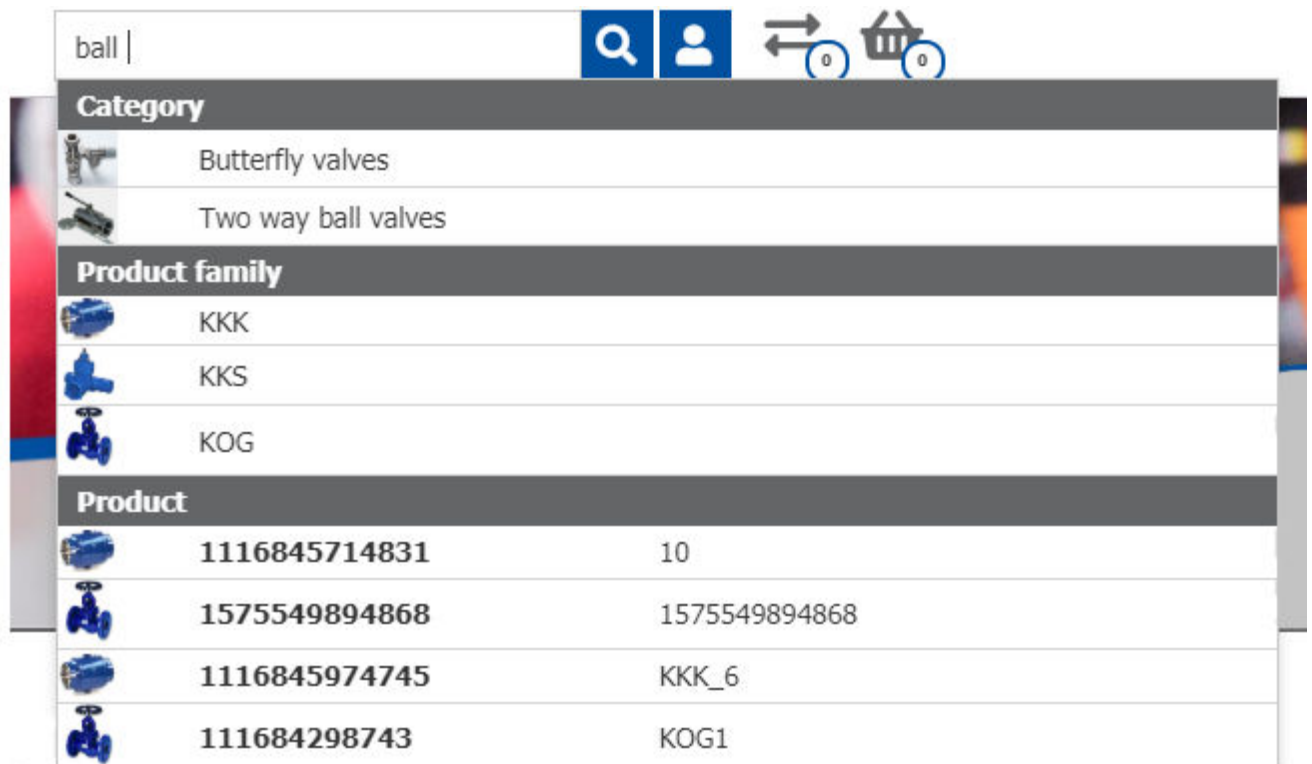 ball
0
0
Category
Butterfly valves
Two way ball valves
Product family
KKK
KKS
KOG
Product
1116845714831 10
1575549894868 1575549894868
1116845974745 KKK_6
111684298743 KOG1